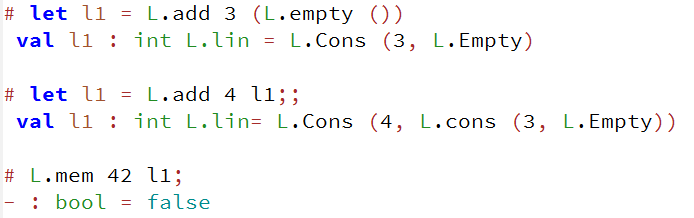 # let l1 = L.add 3 (L.empty ())
val l1 : int L.lin = L.Cons (3, L.Empty)
# let l1 = L.add 4 l1;;
val l1 : int L.lin= L.Cons (4, L.cons (3, L.Empty))
# L.mem 42 l1;
- : bool = false